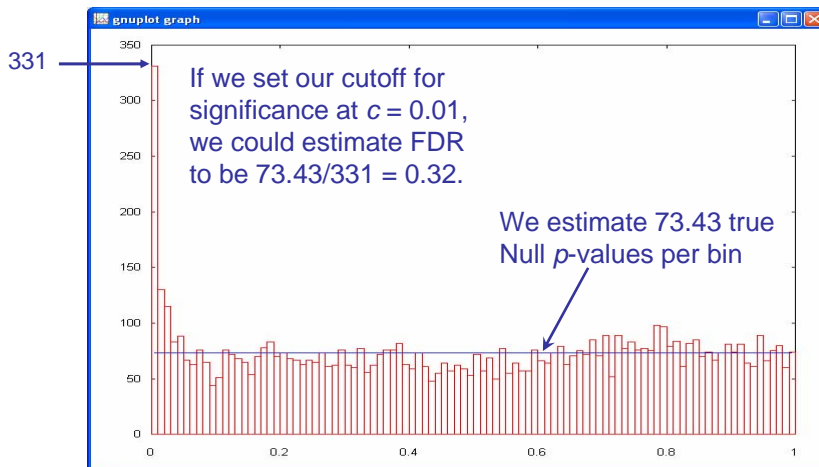 gnuplot graph
331
If we set our cutoff for
significance at c = 0.01,
we could estimate FDR
to be 73.43/331 = 0.32.
We estimate 73.43 true
Null p-values per bin
350
300
250
200
150
100
50
0
0 0.2 0.4 0.6 0.8 1